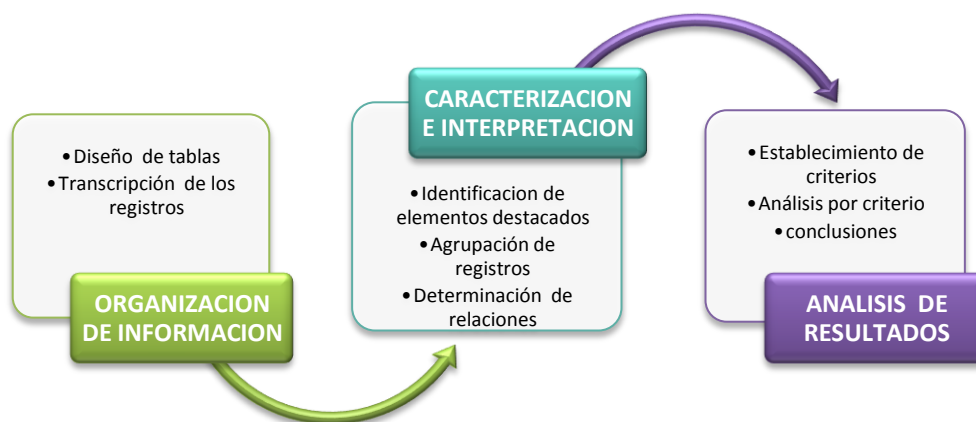 •Diseño de tablas
•Transcripción de los
registros
ORGANIZACION
DE INFORMACION
CARACTERIZACION
E INTERPRETACION
•Identificacion de
elementos destacados
•Agrupación de
registros
•Determinación de
relaciones
•Establecimiento de
criterios
•Análisis por criterio
•conclusiones
ANALISIS DE
RESULTADOS